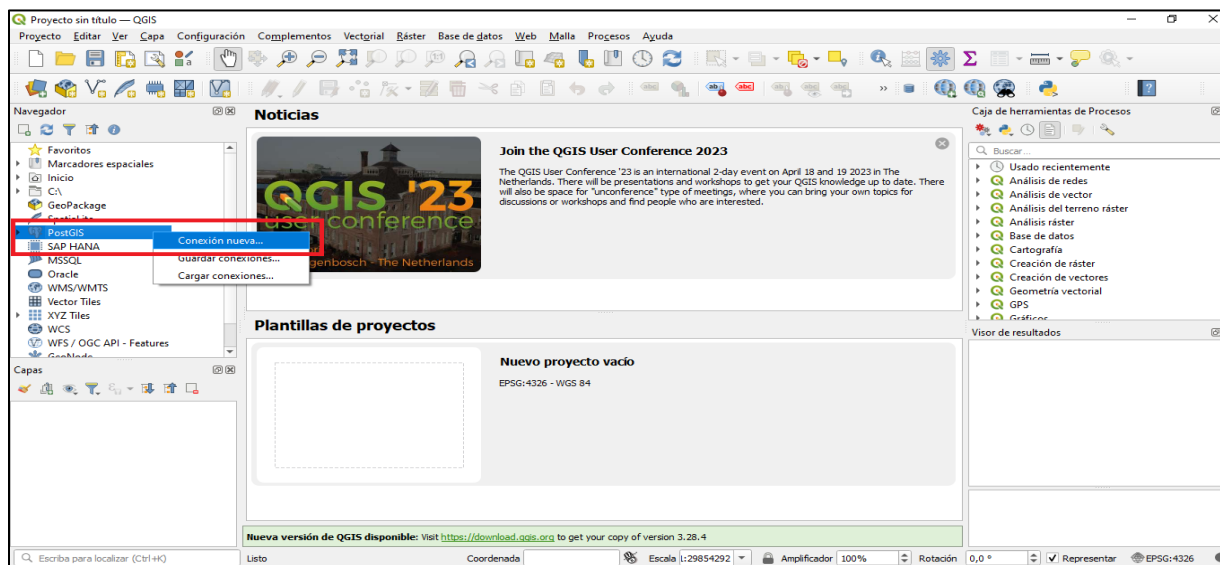 Proyecto sin título — QGIS
Proyecto Editar Ver Capa Configuración Complementos Vectorial Ráster Base de datos Web Malla Procesos Ayuda
Navegador
Favoritos
Marcadores espaciales
Inicio
C:\
GeoPackage
SpatiaLite
PostGIS
SAP HANA
MSSQL
Oracle
WMS/WMTS
Vector Tiles
XYZ Tiles
WCS
WFS / OGC API - Features
GeoNode
Conexión nueva...
Guardar conexiones...
Cargar conexiones...
Capas
Noticias
QGIS '23
user conference
The Netherlands
Join the QGIS User Conference 2023
The QGIS User Conference '23 is an international 2-day event on April 18 and 19 2023 in The
Netherlands. There will be presentations and workshops to get your QGIS knowledge up to date. There
will also be space for "unconference" type of meetings, where you can bring your own topics for
discussions or workshops and find people who are interested.
Plantillas de proyectos
Nuevo proyecto vacío
EPSG:4326 - WGS 84
Nueva versión de QGIS disponible: Visit https://download.qgis.org to get your copy of version 3.28.4
Caja de herramientas de Procesos
Buscar...
Usado recientemente
Análisis de redes
Análisis de vector
Análisis del terreno ráster
Análisis ráster
Base de datos
Cartografía
Creación de ráster
Creación de vectores
Geometría vectorial
GPS
Gráficos
Visor de resultados
Escriba para localizar (Ctrl+K)
Listo
Coordenada
Escala 1:29854292
Amplificador 100%
Rotación 0,0 °
Representar
EPSG:4326